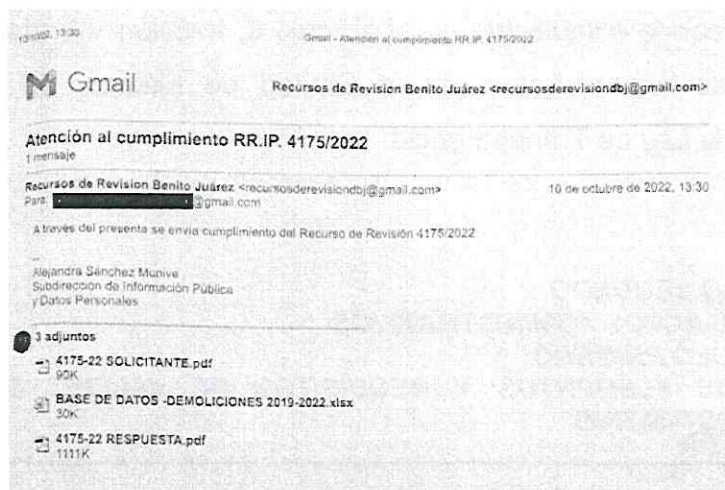 13:30
Gmail - Atención al cumplimiento RR.IP. 4175/2022
Gmail
Recursos de Revision Benito Juárez <recursosderevisiondbj@gmail.com>
Atención al cumplimiento RR.IP. 4175/2022
1 mensaje
Recursos de Revision Benito Juárez <recursosderevisiondbj@gmail.com>
10 de octubre de 2022, 13:30
Para: @gmail.com
A través del presente se envia cumplimiento del Recurso de Revisión 4175/2022
--
Alejandra Sánchez Munive
Subdirección de Información Pública
y Datos Personales
3 adjuntos
4175-22 SOLICITANTE.pdf
90K
BASE DE DATOS -DEMOLICIONES 2019-2022.xlsx
30K
4175-22 RESPUESTA.pdf
1111K